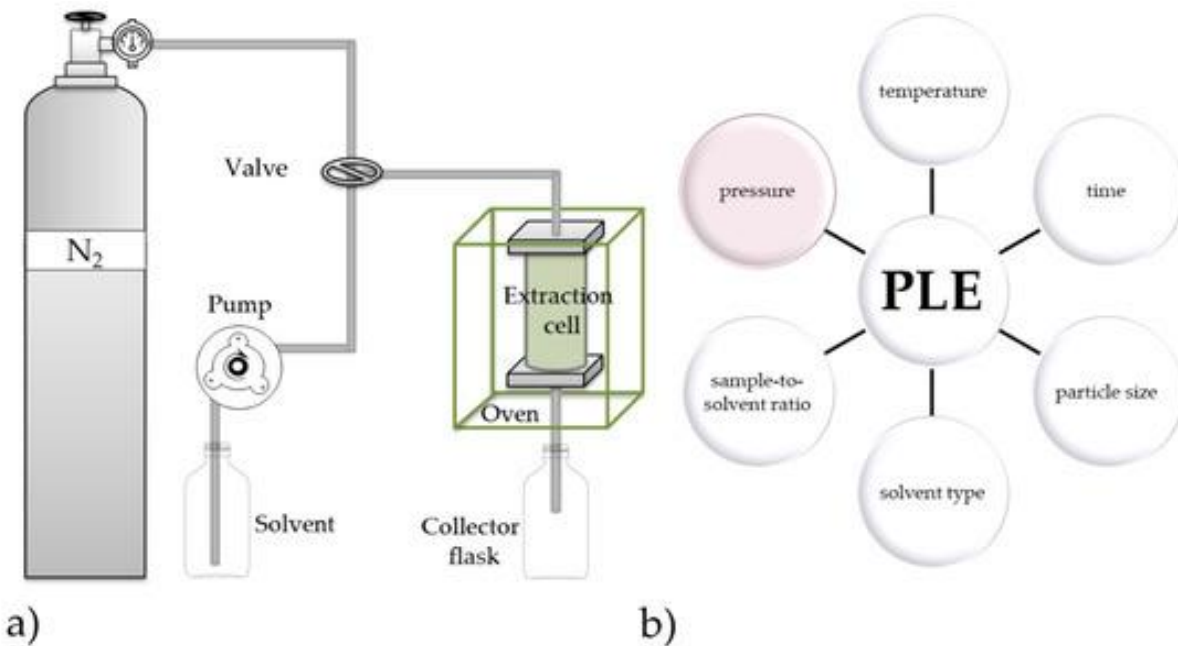 N2
Valve
Pump
Extraction
cell
Oven
Solvent
Collector
flask
a)
temperature
pressure
time
PLE
sample-to-
solvent ratio
particle size
solvent type
b)